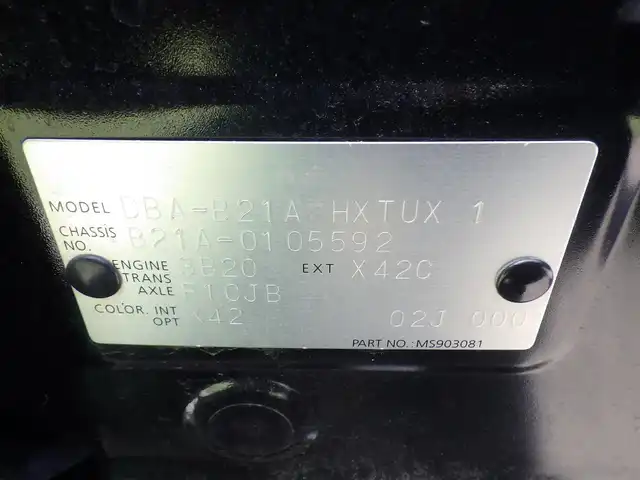 MODEL DBA-B21A HXTUX 1
CHASSIS NO. B21A-0105592
ENGINE 3B20 EXT X42C
TRANS AXLE F1CJB
COLOR. INT OPT X42 02J 000
PART NO.: MS903081